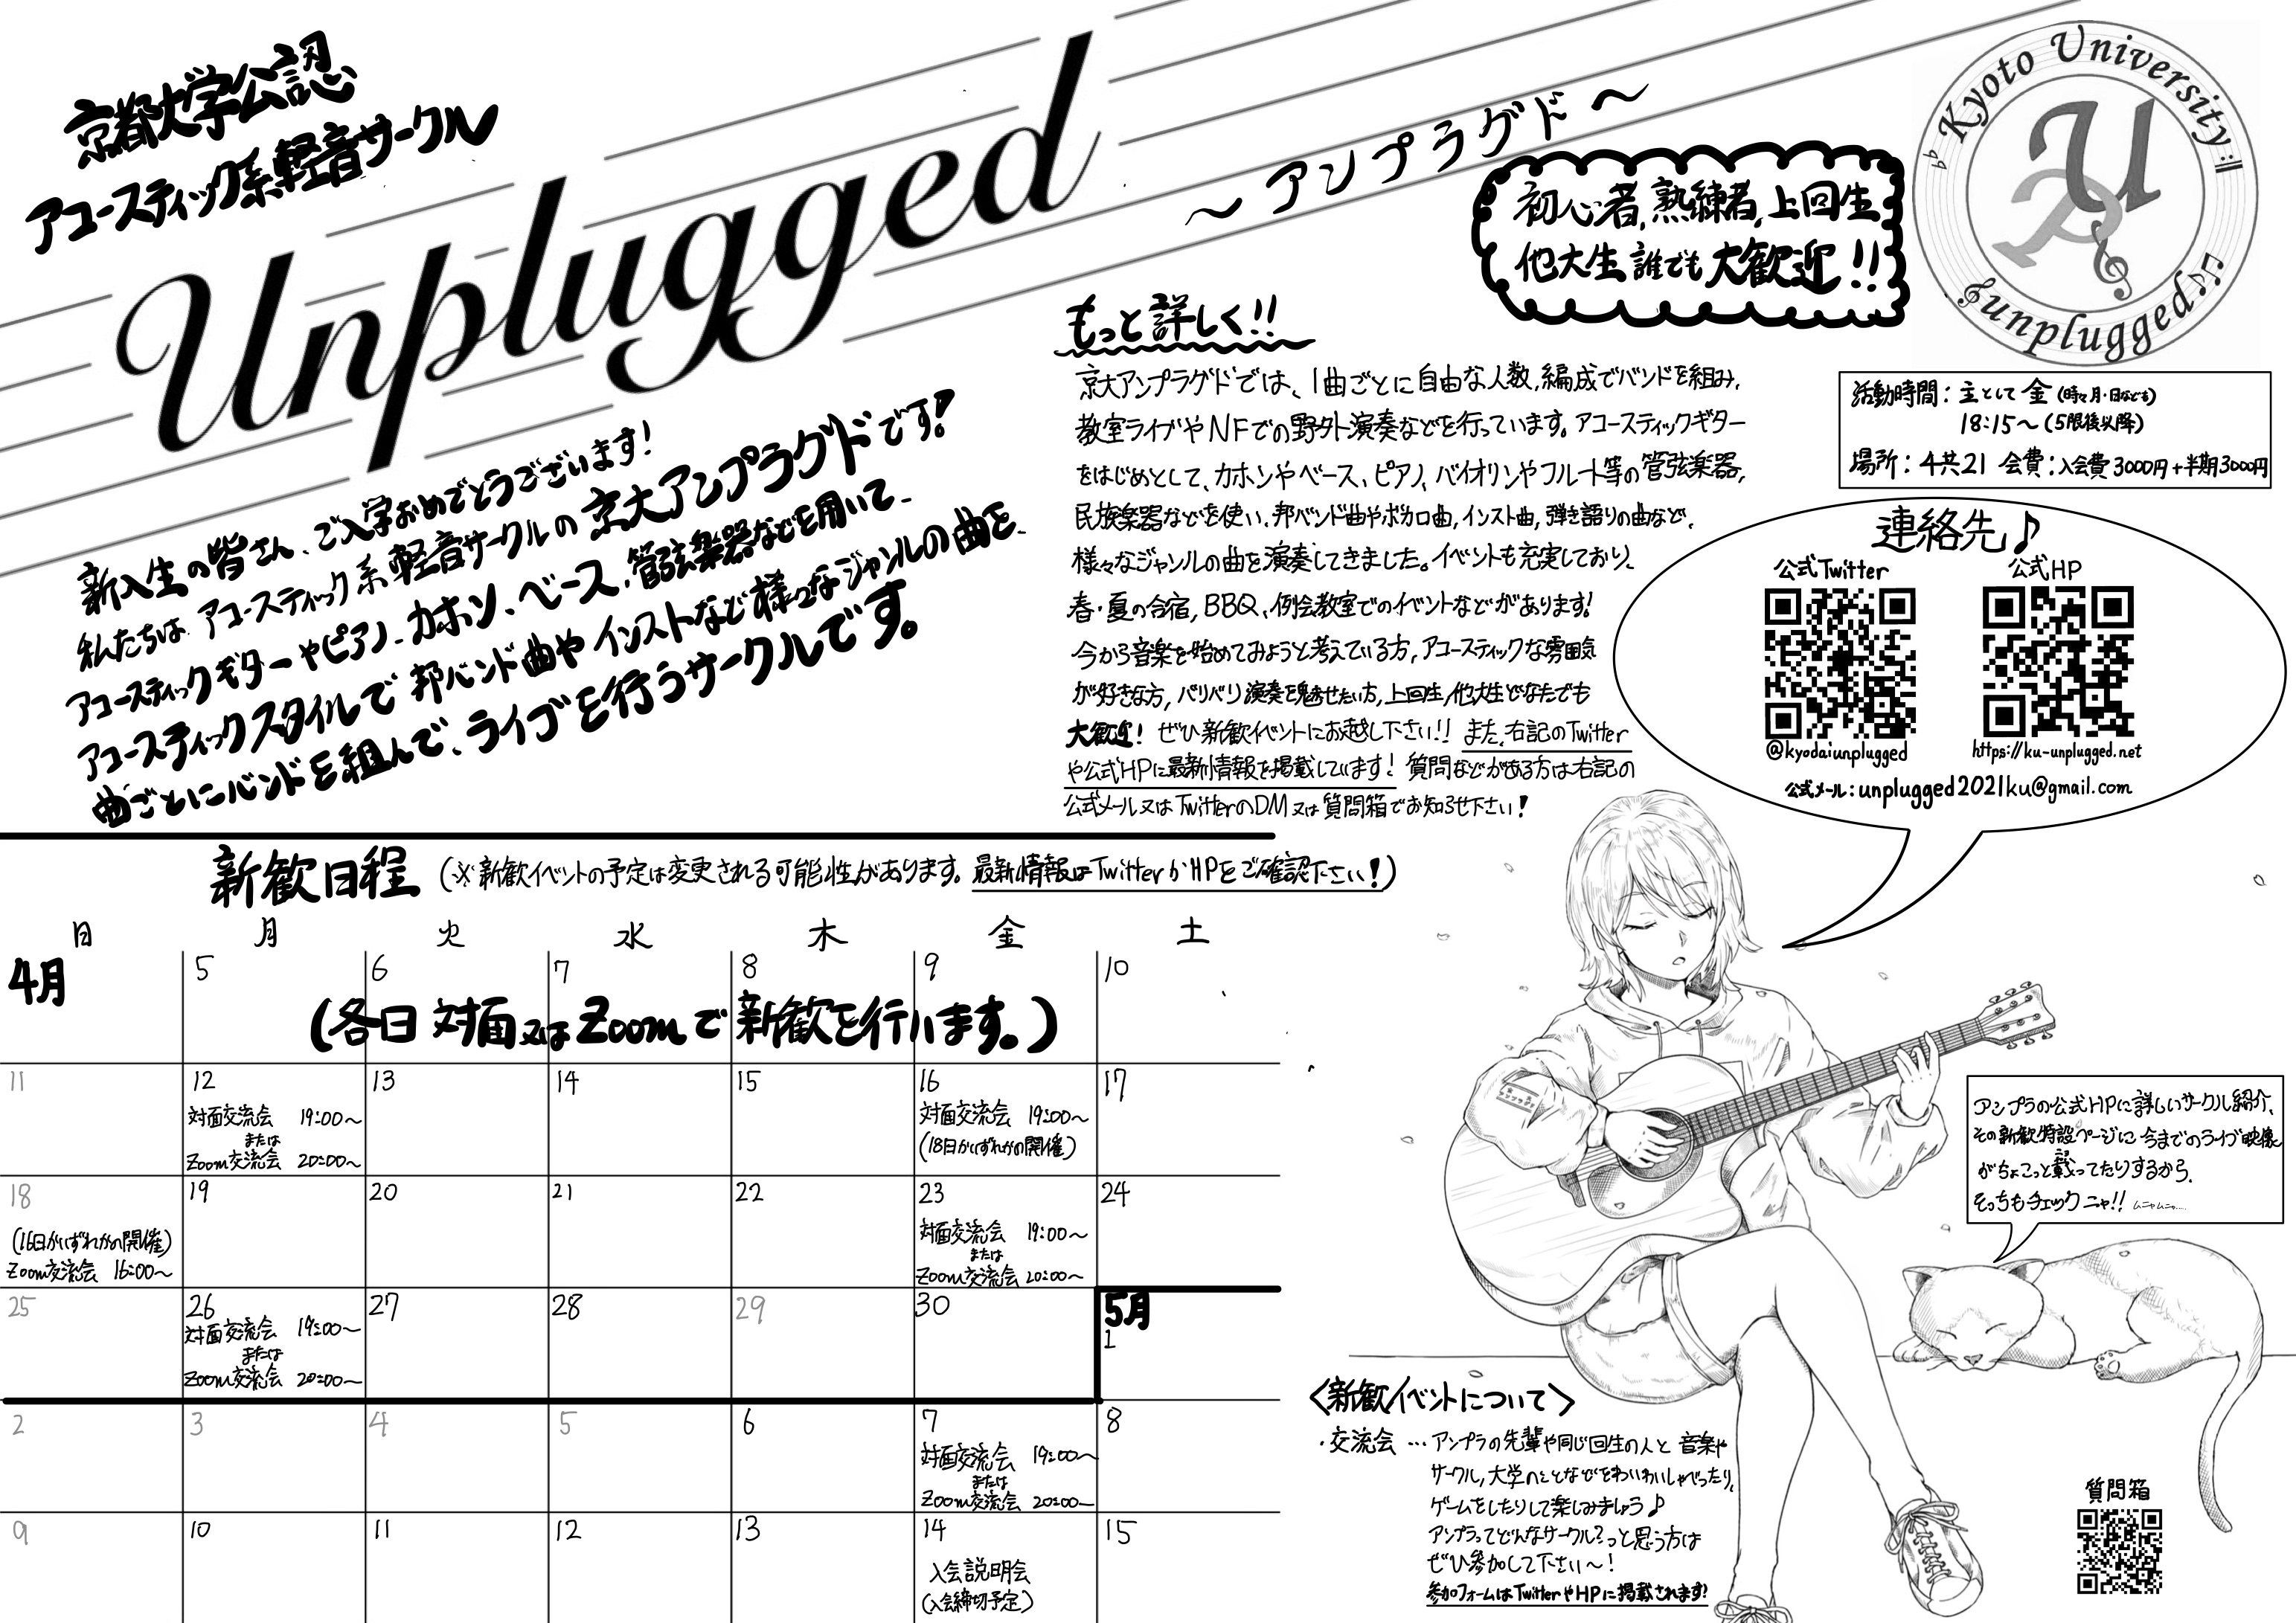 京都大学公認
アコースティック系軽音サークル
Unplugged
～アンプラグド～
初心者,熟練者,上回生
他大生 誰でも大歓迎!!
Kyoto University
unplugged
新入生の皆さん、ご入学おめでとうございます!
私たちは、アコースティック系軽音サークルの京大アンプラグドです!
アコースティックギターやピアノ、カホン、ベース、管弦楽器などを用いて、
アコースティックスタイルで邦バンド曲やインストなど様々なジャンルの曲を、
曲ごとにバンドを組んで、ライブを行うサークルです。
もっと詳しく!!
京大アンプラグドでは、1曲ごとに自由な人数,編成でバンドを組み,
教室ライブやNFでの野外演奏などを行っています。アコースティックギター
をはじめとして、カホンやベース、ピアノ、バイオリンやフルート等の管弦楽器,
民族楽器などを使い、邦バンド曲やボカロ曲,インスト曲,弾き語りの曲など、
様々なジャンルの曲を演奏してきました。イベントも充実しており、
春・夏の合宿,BBQ、例会教室でのイベントなどがあります!
今から音楽を始めてみようと考えている方,アコースティックな雰囲気
が好きな方,バリバリ演奏を魅せたい方,上回生,他大生どなたでも
大歓迎! ぜひ新歓イベントにお越し下さい!! また、右記のTwitter
や公式HPに最新情報を掲載しています! 質問などがある方は右記の
公式メール又はTwitterのDM又は質問箱でお知らせ下さい!
活動時間:主として金(時々月・日なども)
18:15～(5限後以降)
場所:4共21 会費:入会費3000円+半期3000円
連絡先♪
公式Twitter 公式HP
@kyodaiunplugged https://ku-unplugged.net
公式メール:unplugged2021ku@gmail.com
新歓日程(※新歓イベントの予定は変更される可能性があります。最新情報はTwitterかHPをご確認下さい!)
日 月 火 水 木 金 土
4月 5 6 7 8 9 10
(各日 対面又はZoomで新歓を行います。)
11 12 13 14 15 16 17
対面交流会 19:00～
または
Zoom交流会 20:00～
対面交流会 19:00～
(18日かいずれかの開催)
18 19 20 21 22 23 24
(16日かいずれかの開催)
Zoom交流会 16:00～
対面交流会 19:00～
または
Zoom交流会 20:00～
25 26 27 28 29 30 5月
1
対面交流会 19:00～
または
Zoom交流会 20:00～
2 3 4 5 6 7 8
対面交流会 19:00～
または
Zoom交流会 20:00～
9 10 11 12 13 14 15
入会説明会
(入会締切予定)
アンプラの公式HPに詳しいサークル紹介、
その新歓特設ページに今までのライブ映像
がちょこっと載ってたりするから、
そっちもチェックニャ!! ムニャムニャ....
<新歓イベントについて>
・交流会…アンプラの先輩や同じ回生の人と音楽や
サークル,大学のことなどをわいわいしゃべったり,
ゲームをしたりして楽しみましょう♪
アンプラってどんなサークル?っと思う方は
ぜひ参加して下さい～!
参加フォームはTwitterやHPに掲載されます!
質問箱